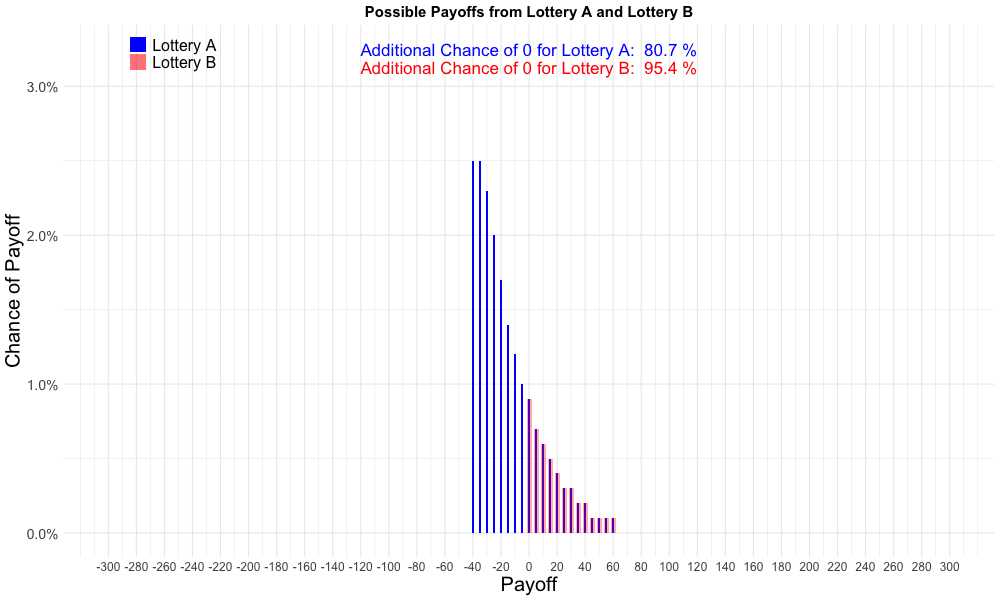 Possible Payoffs from Lottery A and Lottery B
Lottery A
Lottery B
Additional Chance of 0 for Lottery A: 80.7 %
Additional Chance of 0 for Lottery B: 95.4 %
Chance of Payoff
3.0%
2.0%
1.0%
0.0%
-300 -280 -260 -240 -220 -200 -180 -160 -140 -120 -100 -80 -60 -40 -20 0 20 40 60 80 100 120 140 160 180 200 220 240 260 280 300
Payoff